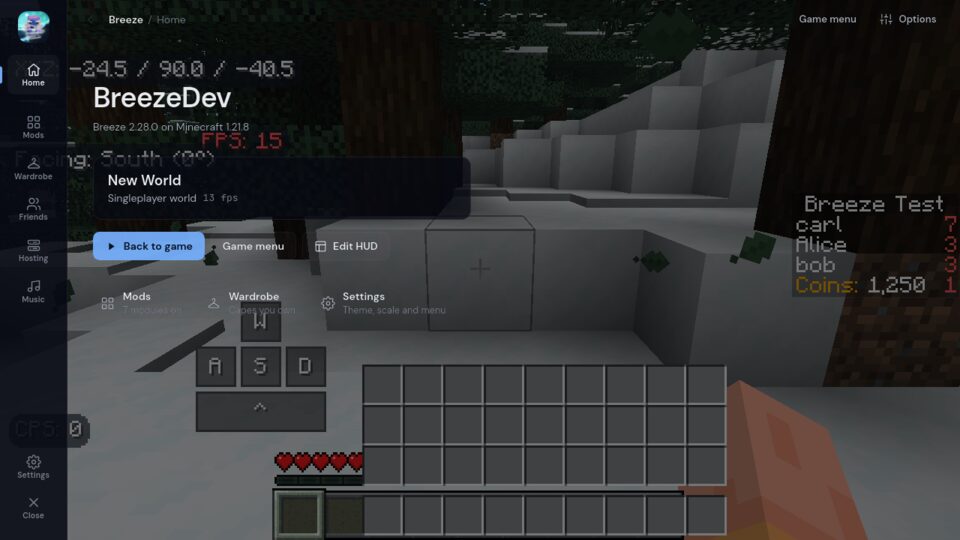 Breeze / Home
Game menu
Options
Home
-24.5 / 90.0 / -40.5
BreezeDev
Breeze 2.28.0 on Minecraft 1.21.8
FPS: 15
Mods
Facing: South (0°)
Wardrobe
New World
Singleplayer world 13 fps
Friends
Breeze Test
carl 7
Alice 3
bob 3
Coins: 1,250 1
Hosting
Back to game
Game menu
Edit HUD
Music
Mods
7 modules on
Wardrobe
Capes you own
Settings
Theme, scale and menu
W
A S D
^
CPS: 0
Settings
Close